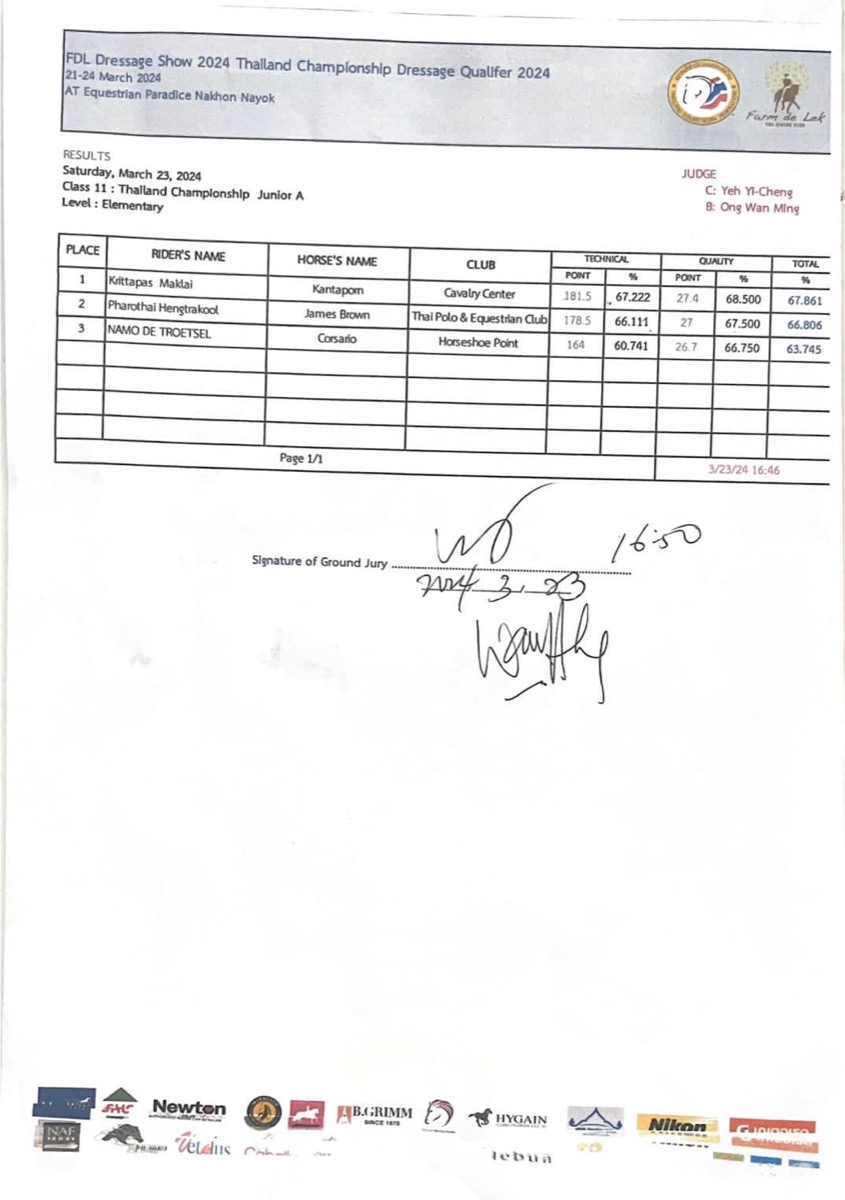 FDL Dressage Show 2024 Thailand Championship Dressage Qualifer 2024
21-24 March 2024
AT Equestrian Paradice Nakhon Nayok
Farm de Lek
RESULTS
Saturday, March 23, 2024
Class 11 : Thailand Championship Junior A
Level : Elementary
JUDGE
C: Yeh Yi-Cheng
B: Ong Wan Ming
PLACE RIDER'S NAME HORSE'S NAME CLUB TECHNICAL QUALITY TOTAL
POINT % POINT % %
1 Krittapas Maklai Kantaporn Cavalry Center 181.5 67.222 27.4 68.500 67.861
2 Pharothai Hengtrakool James Brown Thai Polo & Equestrian Club 178.5 66.111 27 67.500 66.806
3 NAMO DE TROETSEL Corsario Horseshoe Point 164 60.741 26.7 66.750 63.745
Page 1/1 3/23/24 16:46
16:50
Signature of Ground Jury
2024 3. 23
Newton
B.GRIMM
SINCE 1878
HYGAIN
Nikon
NAF
lebua